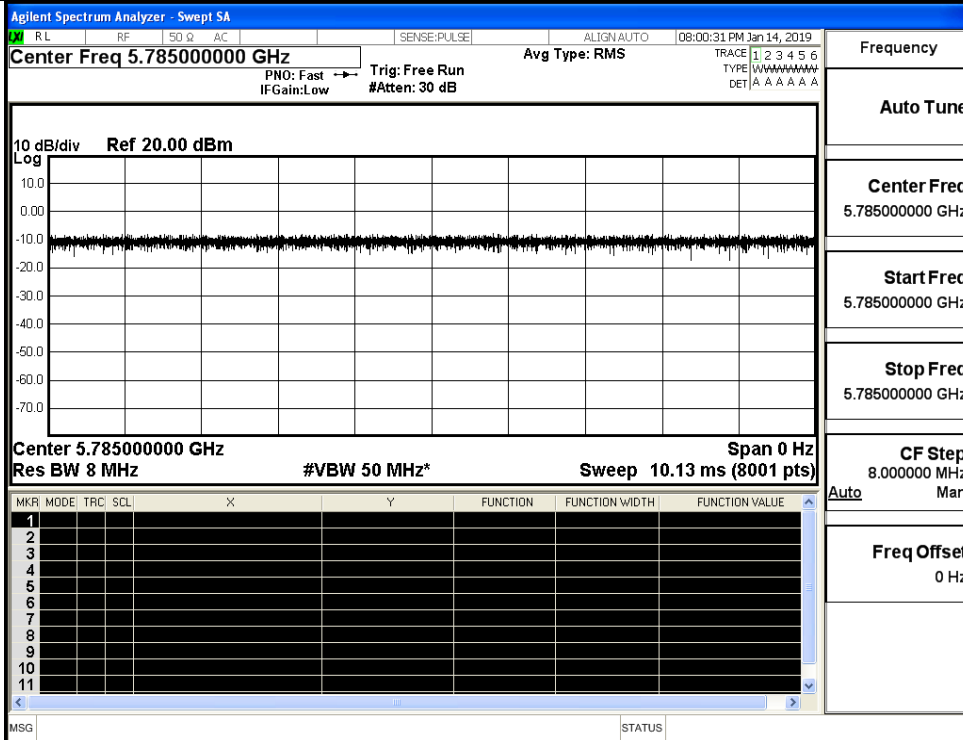 Agilent Spectrum Analyzer - Swept SA
LXI RL RF 50 Ω AC SENSE:PULSE ALIGN AUTO 08:00:31 PM Jan 14, 2019
Center Freq 5.785000000 GHz
PNO: Fast
IFGain:Low
Trig: Free Run
#Atten: 30 dB
Avg Type: RMS
TRACE 1 2 3 4 5 6
TYPE WWWWWW
DET A A A A A A
10 dB/div Ref 20.00 dBm
Log
10.0
0.00
-10.0
-20.0
-30.0
-40.0
-50.0
-60.0
-70.0
Center 5.785000000 GHz Span 0 Hz
Res BW 8 MHz #VBW 50 MHz* Sweep 10.13 ms (8001 pts)
MKR MODE TRC SCL X Y FUNCTION FUNCTION WIDTH FUNCTION VALUE
1
2
3
4
5
6
7
8
9
10
11
MSG STATUS
Frequency
Auto Tune
Center Freq
5.785000000 GHz
Start Freq
5.785000000 GHz
Stop Freq
5.785000000 GHz
CF Step
8.000000 MHz
Auto Man
Freq Offset
0 Hz